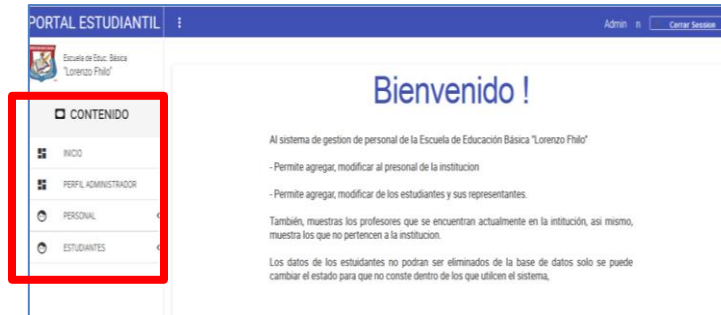 PORTAL ESTUDIANTIL
Admin n Cerrar Session
Escuela de Educ. Básica
"Lorenzo Fhilo"
CONTENIDO
INICIO
PERFIL ADMINISTRADOR
PERSONAL
ESTUDIANTES
Bienvenido !
Al sistema de gestion de personal de la Escuela de Educación Básica "Lorenzo Fhilo"
- Permite agregar, modificar al presonal de la institucion
- Permite agregar, modificar de los estudiantes y sus representantes.
También, muestras los profesores que se encuentran actualmente en la intitución, asi mismo,
muestra los que no pertencen a la institucion.
Los datos de los estuidantes no podran ser eliminados de la base de datos solo se puede
cambiar el estado para que no conste dentro de los que utilcen el sistema,